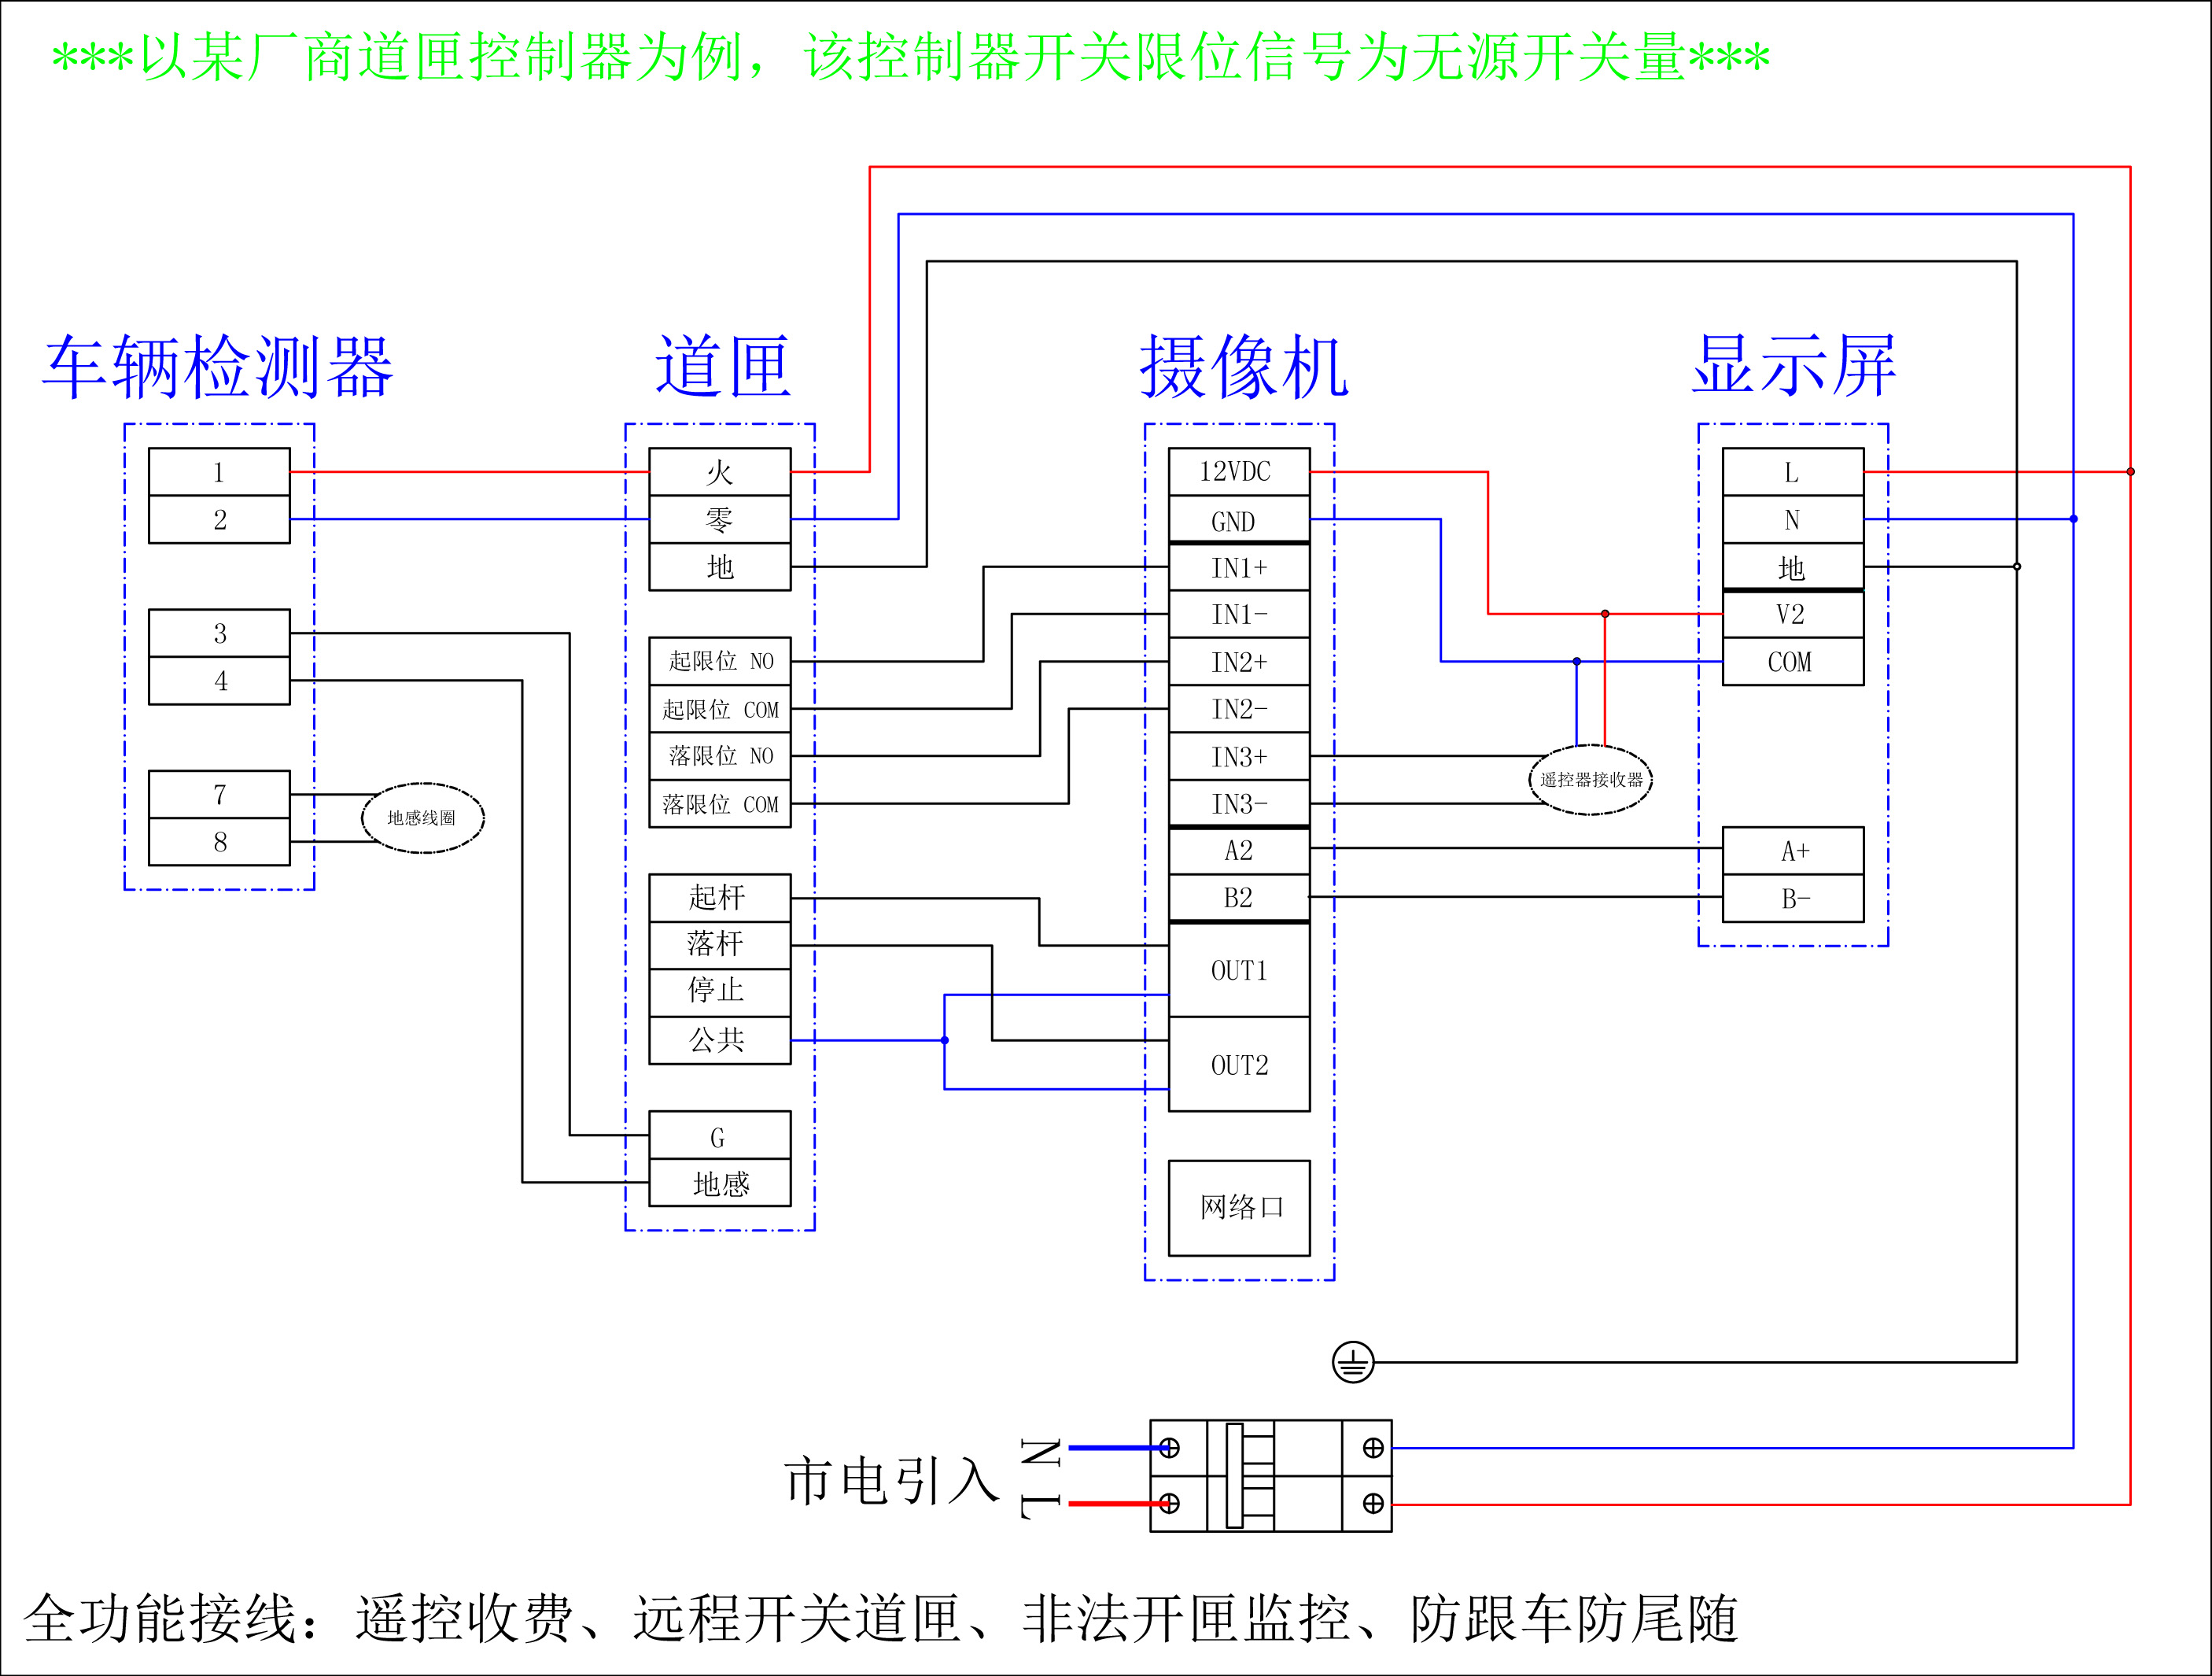 ***以某厂商道匣控制器为例，该控制器开关限位信号为无源开关量***
车辆检测器
道匣
摄像机
显示屏
1
2
3
4
7
8
地感线圈
火
零
地
起限位 NO
起限位 COM
落限位 NO
落限位 COM
起杆
落杆
停止
公共
G
地感
12VDC
GND
IN1+
IN1-
IN2+
IN2-
IN3+
IN3-
A2
B2
OUT1
OUT2
网络口
遥控器接收器
L
N
地
V2
COM
A+
B-
市电引入
N
L
全功能接线：遥控收费、远程开关道匣、非法开匣监控、防跟车防尾随